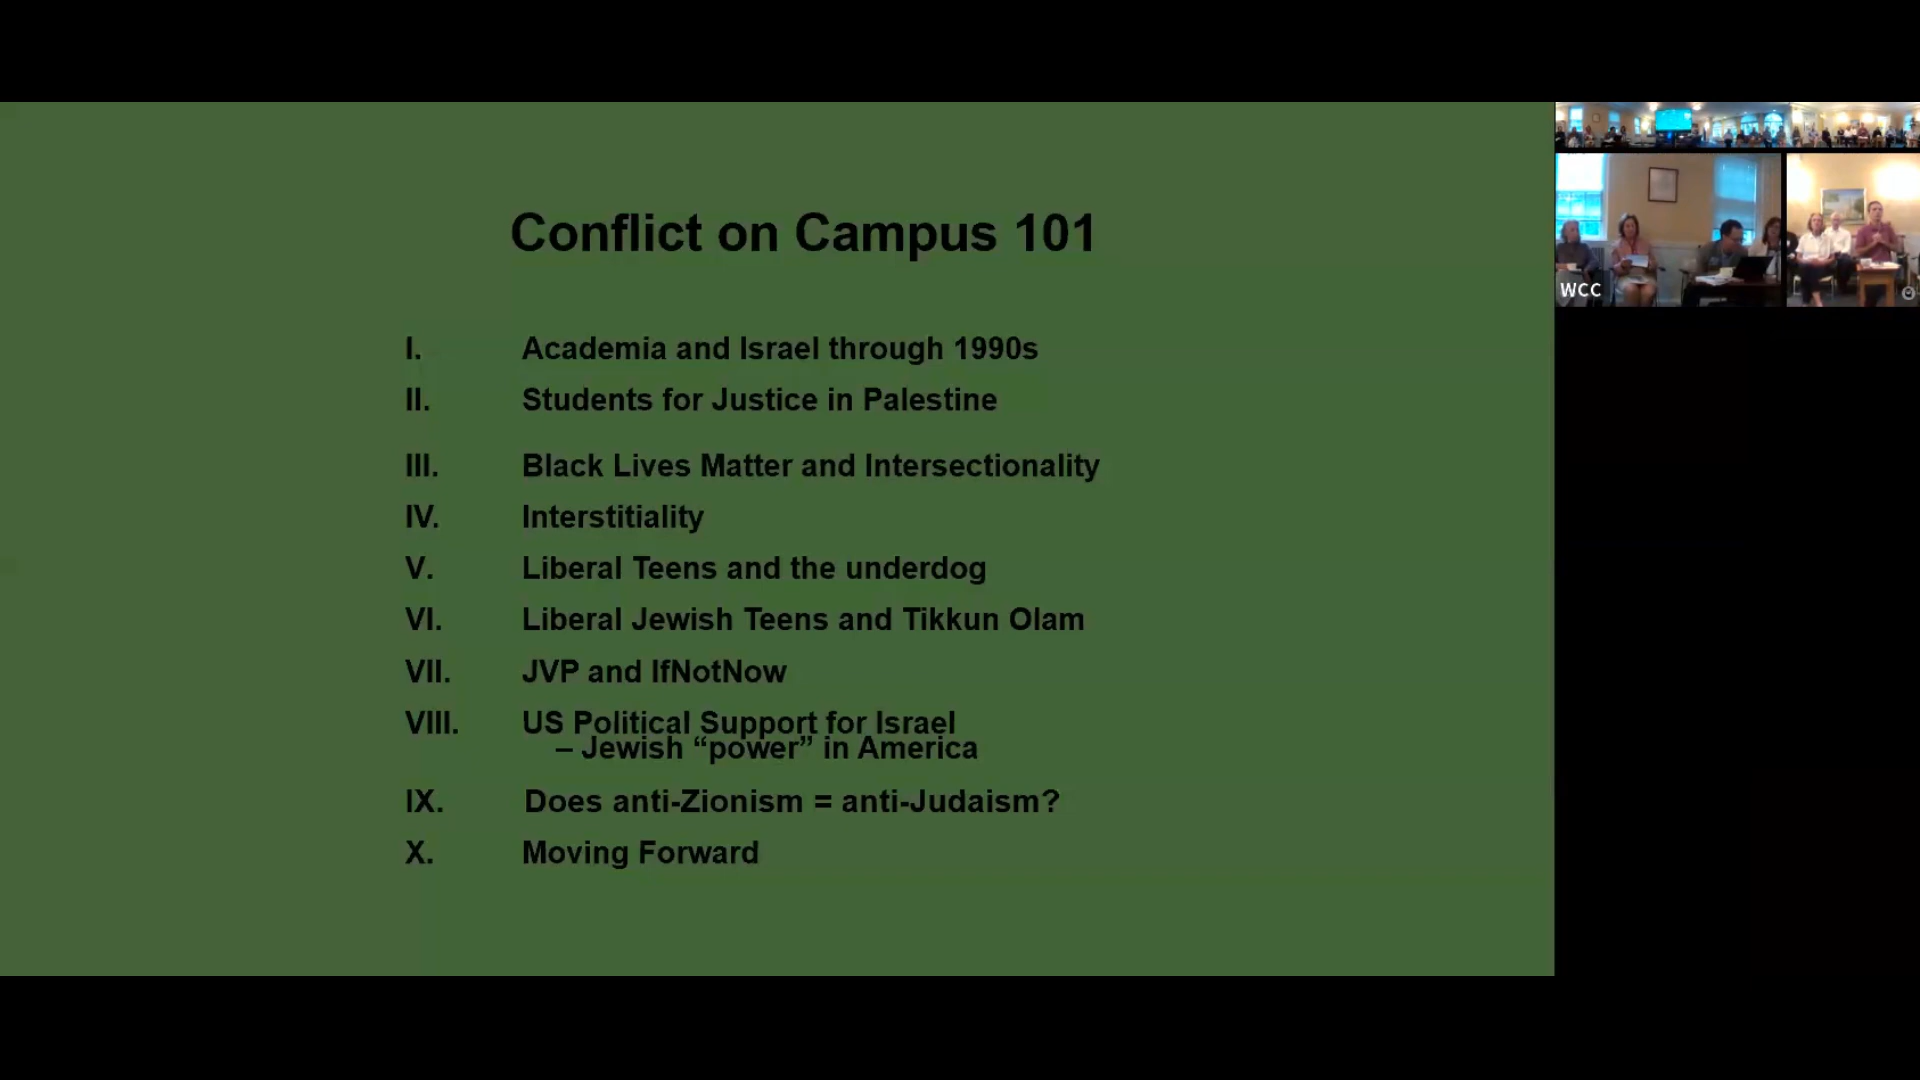 Conflict on Campus 101
I. Academia and Israel through 1990s
II. Students for Justice in Palestine
III. Black Lives Matter and Intersectionality
IV. Interstitiality
V. Liberal Teens and the underdog
VI. Liberal Jewish Teens and Tikkun Olam
VII. JVP and IfNotNow
VIII. US Political Support for Israel
– Jewish “power” in America
IX. Does anti-Zionism = anti-Judaism?
X. Moving Forward
WCC